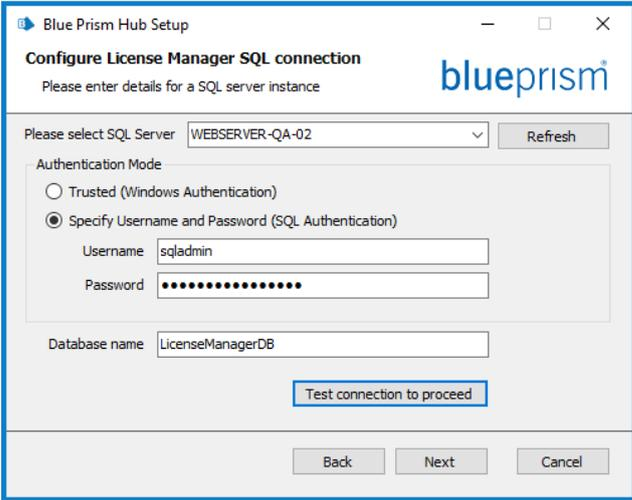 Blue Prism Hub Setup
Configure License Manager SQL connection
Please enter details for a SQL server instance
blueprism®
Please select SQL Server WEBSERVER-QA-02 Refresh
Authentication Mode
Trusted (Windows Authentication)
Specify Username and Password (SQL Authentication)
Username sqladmin
Password ••••••••••••••••
Database name LicenseManagerDB
Test connection to proceed
Back Next Cancel